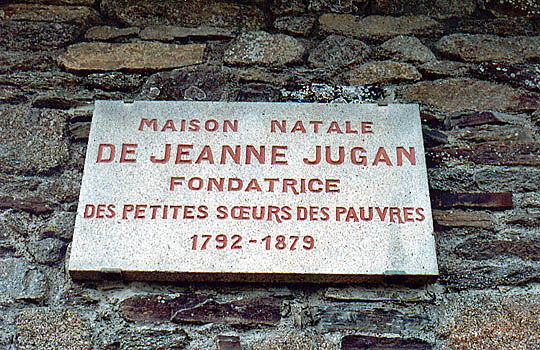 MAISON NATALE
DE JEANNE JUGAN
FONDATRICE
DES PETITES SŒURS DES PAUVRES
1792-1879